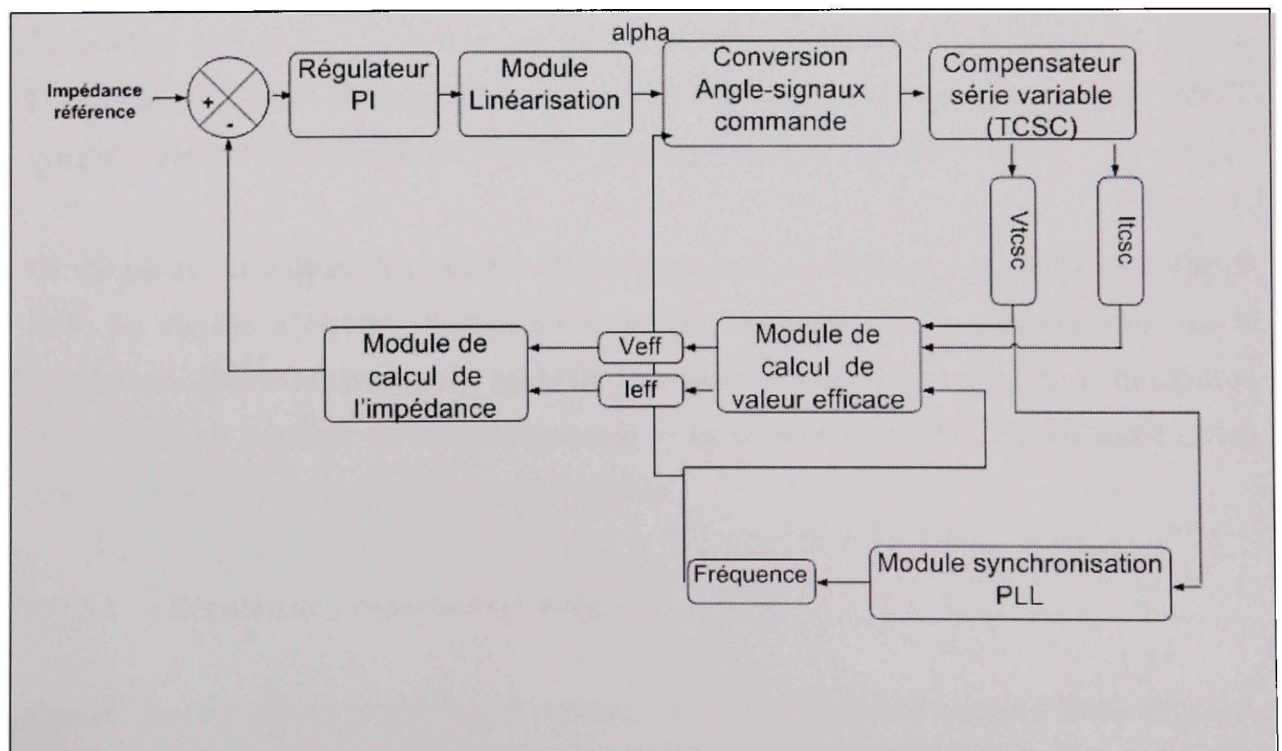 alpha
Impédance
référence
+
-
Régulateur
PI
Module
Linéarisation
Conversion
Angle-signaux
commande
Compensateur
série variable
(TCSC)
Vtcsc
Itcsc
Module de
calcul de
l'impédance
Veff
Ieff
Module de
calcul de
valeur efficace
Fréquence
Module synchronisation
PLL